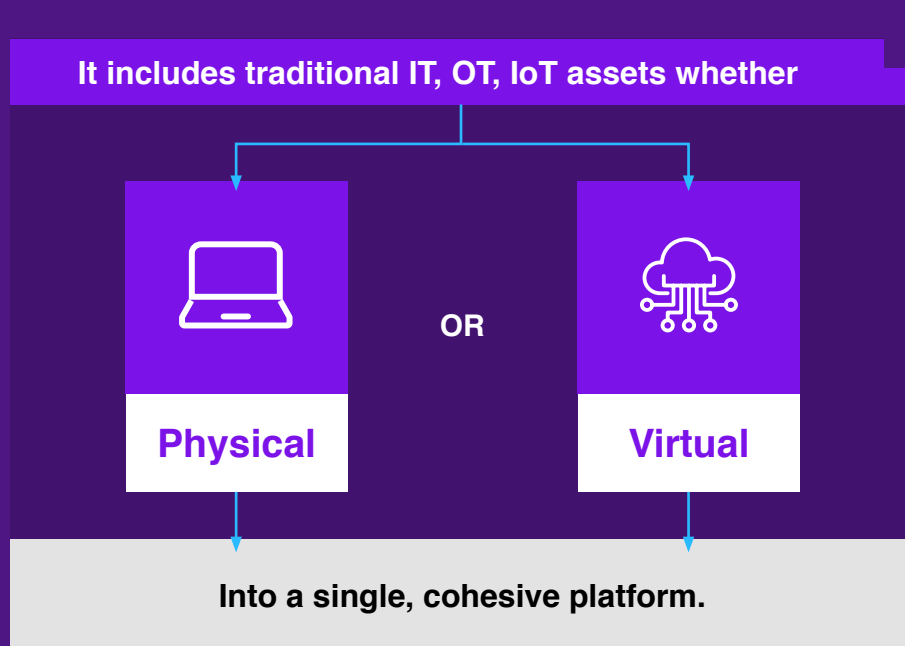 It includes traditional IT, OT, IoT assets whether
OR
Physical
Virtual
Into a single, cohesive platform.